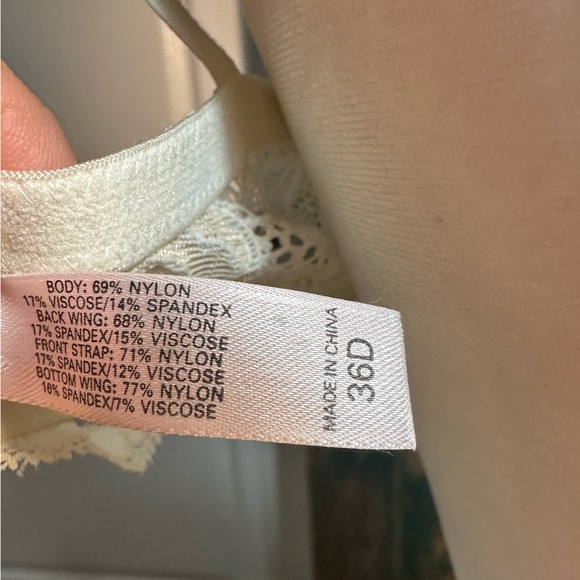 BODY: 69% NYLON
17% VISCOSE/14% SPANDEX
BACK WING: 68% NYLON
17% SPANDEX/15% VISCOSE
FRONT STRAP: 71% NYLON
17% SPANDEX/12% VISCOSE
BOTTOM WING: 77% NYLON
16% SPANDEX/7% VISCOSE
MADE IN CHINA
36D